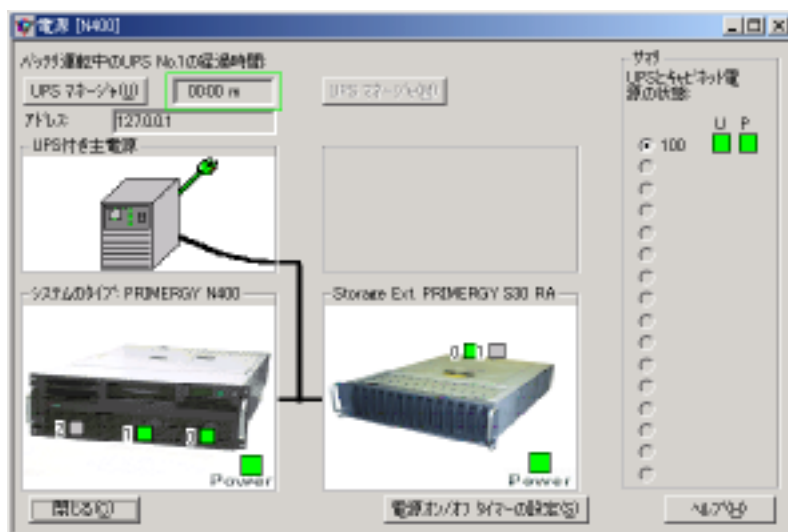 電源 [N400]
バッテリ運転中のUPS No.1の経過時間:
UPS マネージャ(U)
00:00 m
UPS マネージャ(M)
アドレス:
127.0.0.1
UPS付き主電源
システムのタイプ: PRIMERGY N400
2
1
0
Power
Storage Ext. PRIMERGY S30 RA
0
1
Power
サマリ
UPSとキャビネット電
源の状態:
U P
100
閉じる(C)
電源オン/オフ タイマーの設定(S)
ヘルプ(H)